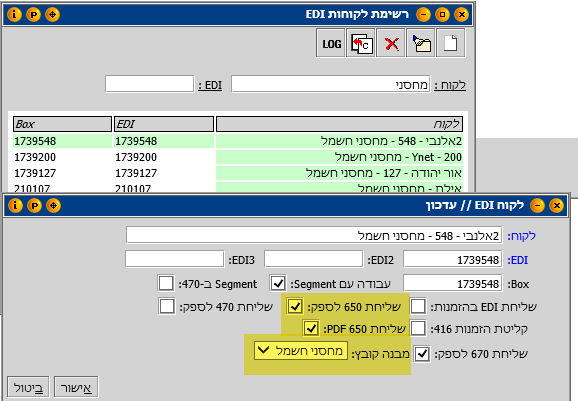 רשימת לקוחות EDI
LOG
לקוח : מחסני EDI :
לקוח EDI Box
2אלנבי - 548 - מחסני חשמל 1739548 1739548
Ynet - 200 - מחסני חשמל 1739200 1739200
אור יהודה - 127 - מחסני חשמל 1739127 1739127
אילת - מחסני חשמל 210107 210107
לקוח EDI // עדכון
לקוח: 2אלנבי - 548 - מחסני חשמל
EDI: 1739548 EDI2: EDI3:
Box: 1739548 עבודה עם Segment: Segment ב-470:
שליחת EDI בהזמנות: שליחת 650 לספק: שליחת 470 לספק:
קליטת הזמנות 416: שליחת 650 PDF:
שליחת 670 לספק: מבנה קובץ: מחסני חשמל
אישור ביטול